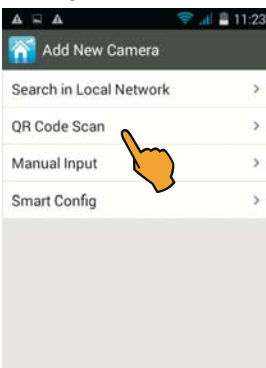 11:23
Add New Camera
Search in Local Network
QR Code Scan
Manual Input
Smart Config